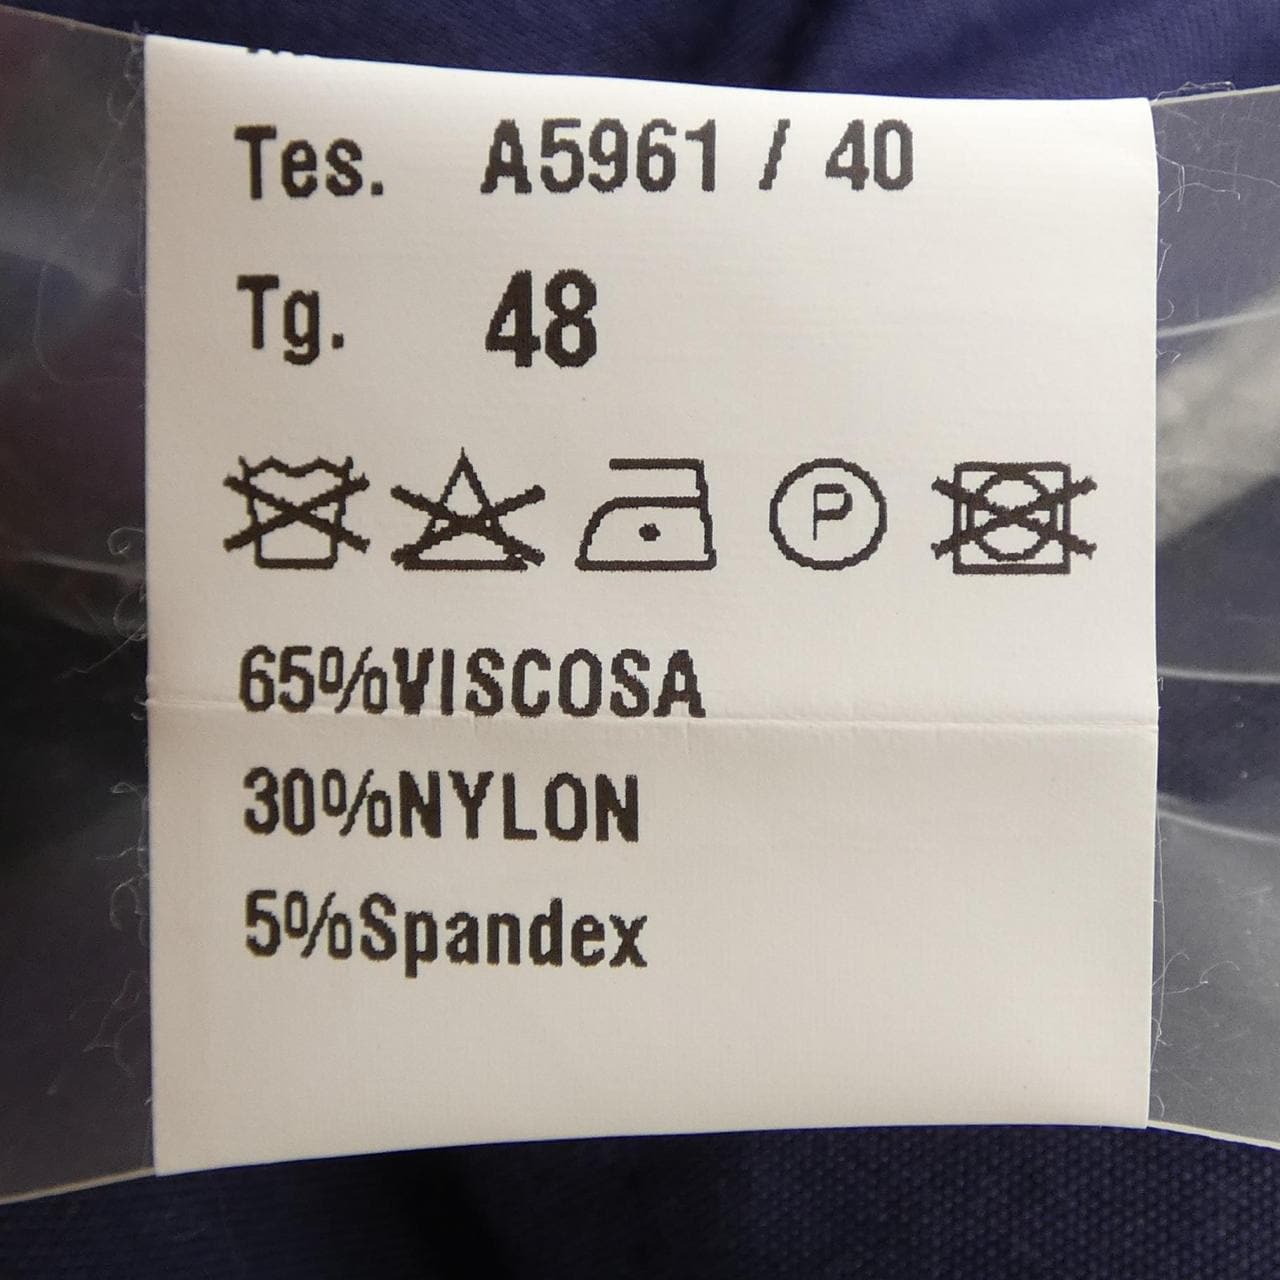 Tes. A5961 / 40
Tg. 48
P
65%VISCOSA
30%NYLON
5%Spandex